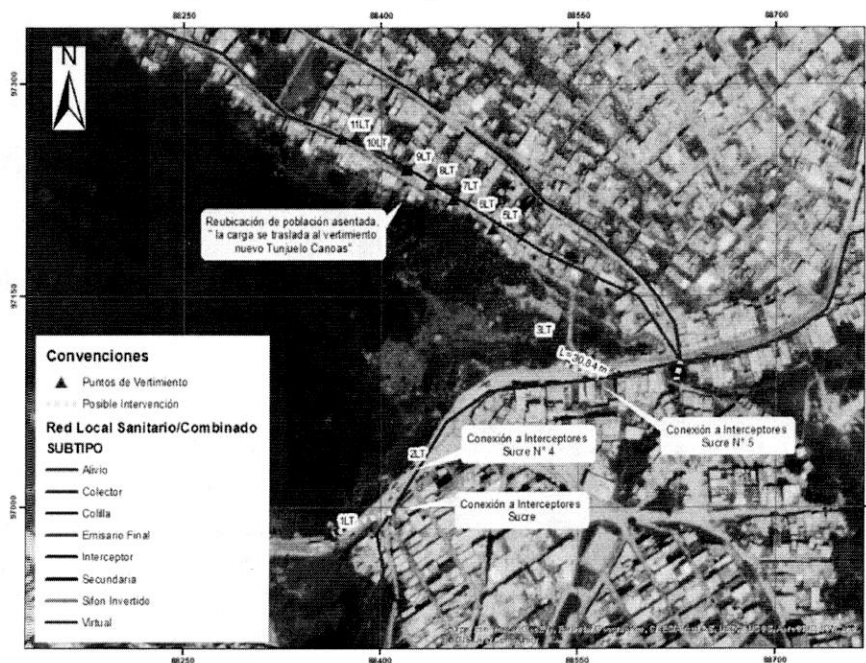 88250 88400 88550 88700
N
97300
11LT
10LT
9LT
8LT
7LT
6LT
5LT
Reubicación de población asentada,
" la carga se traslada al vertimiento
nuevo Tunjuelo Canoas"
97150
3LT
L=30.84 m
Convenciones
Puntos de Vertimiento
Posible Intervención
Red Local Sanitario/Combinado
SUBTIPO
Alivio
Colector
Colilla
Emisario Final
Interceptor
Secundaria
Sifon Invertido
Virtual
Conexión a Interceptores
Sucre N° 5
2LT
Conexión a Interceptores
Sucre N° 4
Conexión a Interceptores
Sucre
97000
1LT
88250 88400 88550 88700